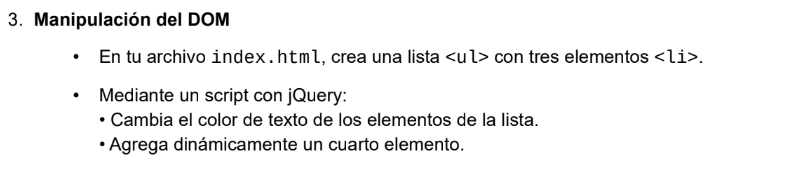 3. Manipulación del DOM
• En tu archivo index.html, crea una lista <ul> con tres elementos <li>.
• Mediante un script con jQuery:
• Cambia el color de texto de los elementos de la lista.
• Agrega dinámicamente un cuarto elemento.